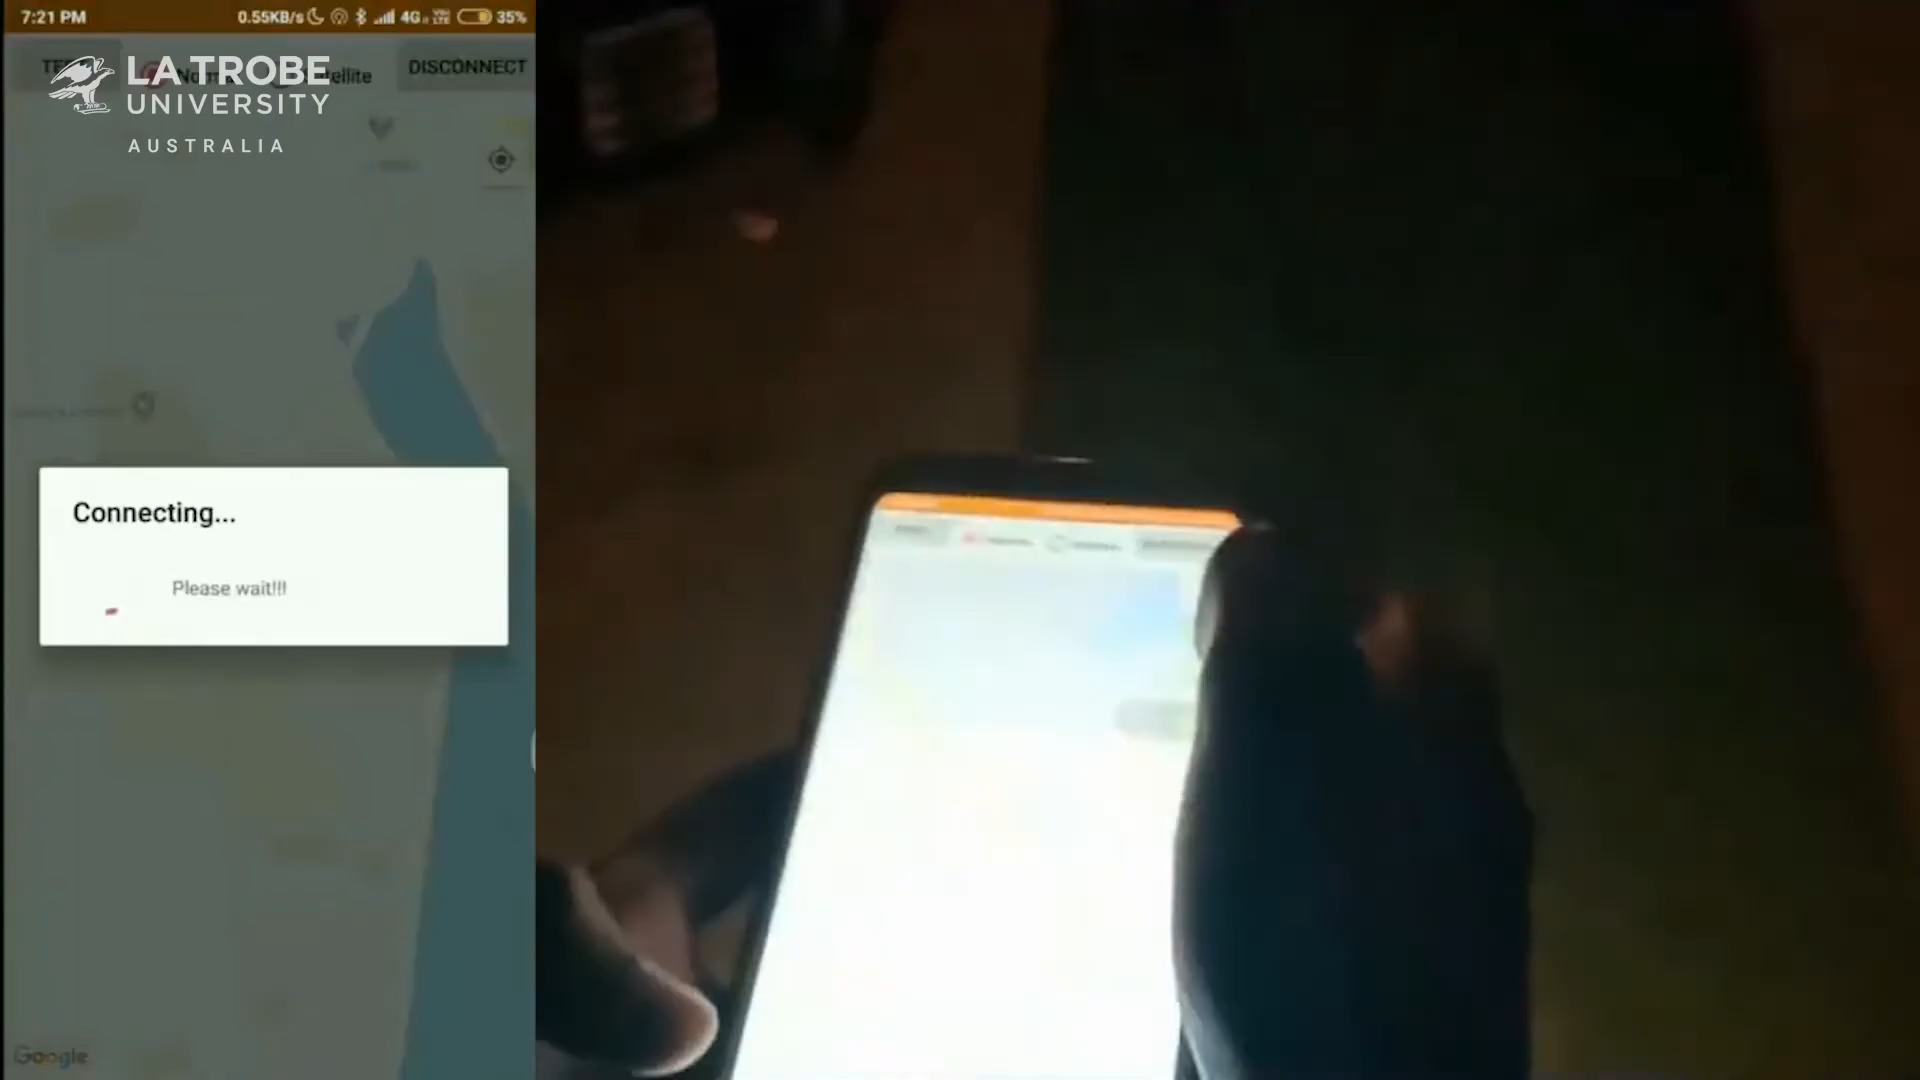 7:21 PM
0.55KB/s
4G
35%
DISCONNECT
LA TROBE
UNIVERSITY
AUSTRALIA
Connecting...
Please wait!!!
Google